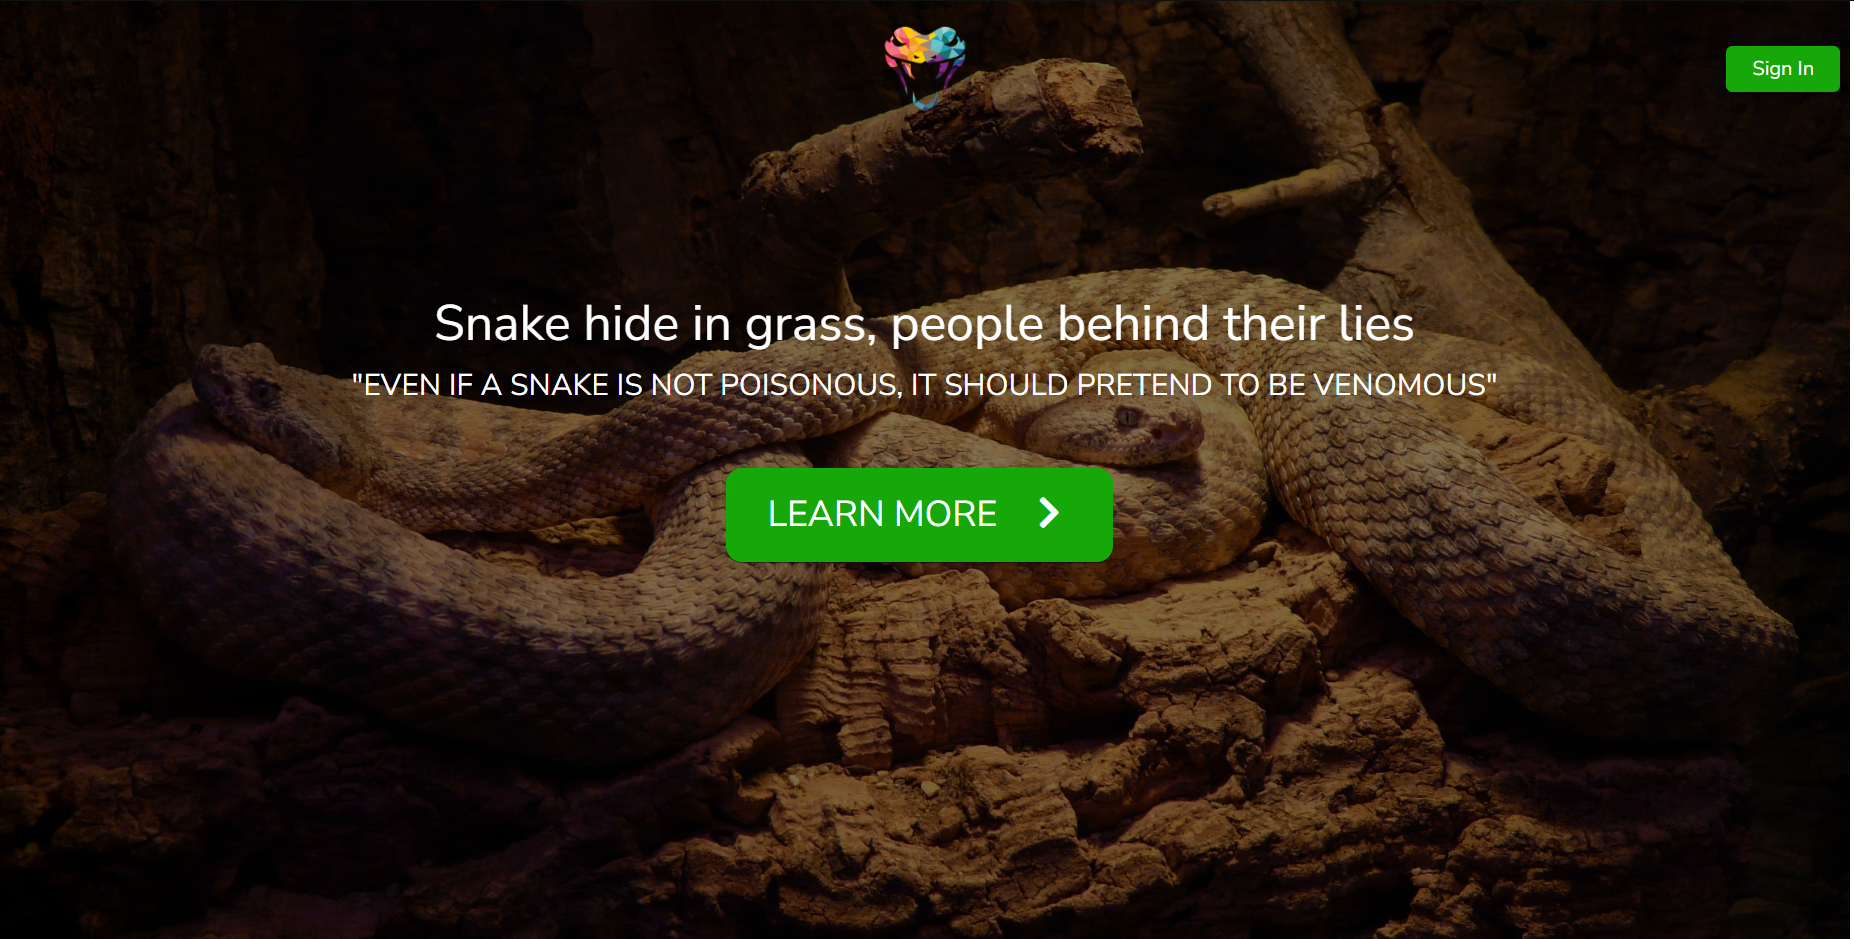 Sign In
Snake hide in grass, people behind their lies
"EVEN IF A SNAKE IS NOT POISONOUS, IT SHOULD PRETEND TO BE VENOMOUS"
LEARN MORE